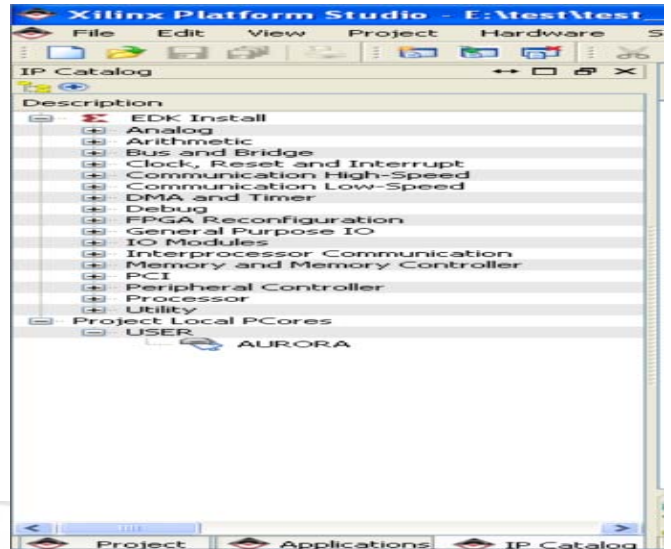 Xilinx Platform Studio - E:\test\test_
File Edit View Project Hardware S
IP Catalog
Description
EDK Install
Analog
Arithmetic
Bus and Bridge
Clock, Reset and Interrupt
Communication High-Speed
Communication Low-Speed
DMA and Timer
Debug
FPGA Reconfiguration
General Purpose IO
IO Modules
Interprocessor Communication
Memory and Memory Controller
PCI
Peripheral Controller
Processor
Utility
Project Local PCores
USER
AURORA
Project Applications IP Catalog